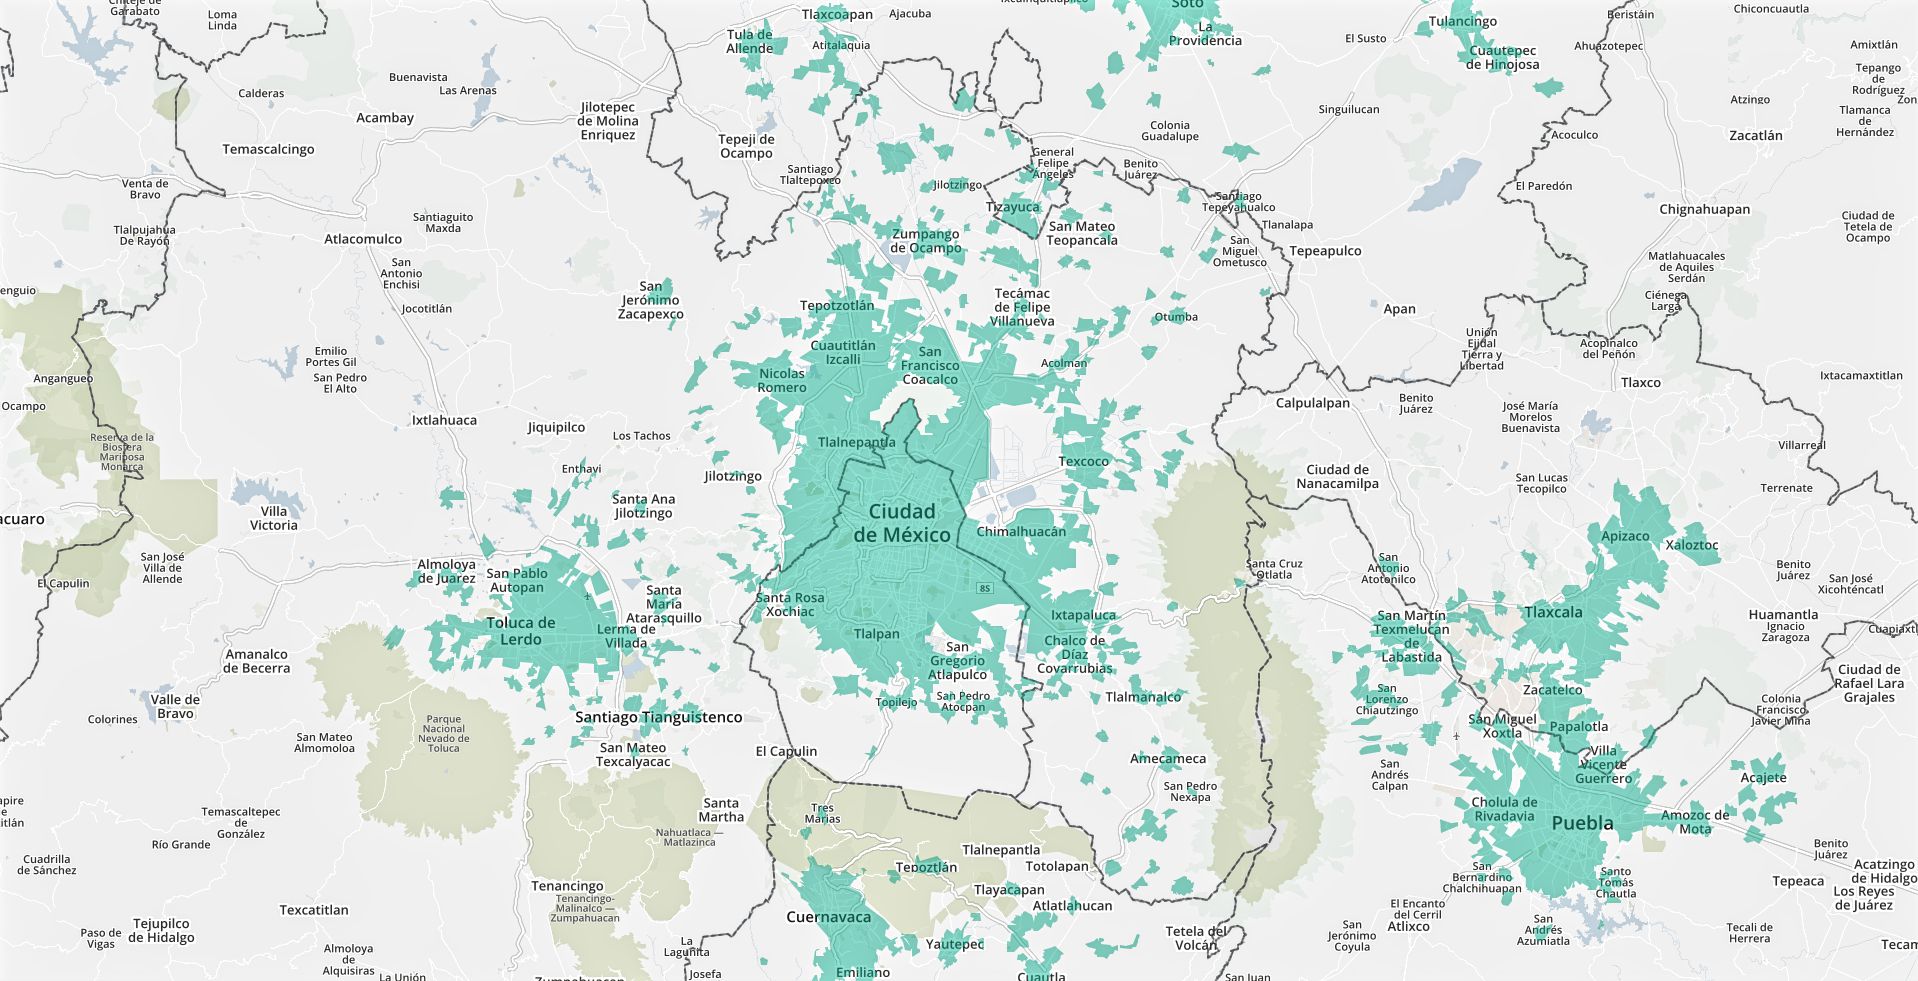 Garabato
Loma
Linda
Tlaxcoapan
Ajacuba
Soto
La
Providencia
Tulancingo
Beristáin
Chiconcuautla
Tula de
Allende
Atitalaquia
El Susto
Cuautepec
de Hinojosa
Ahuazotepec
Amixtlán
Buenavista
Las Arenas
Calderas
Tepango
de
Rodríguez
Zon
Atzingo
Acambay
Jilotepec
de Molina
Enriquez
Singuilucan
Tlamanca
de
Hernández
Temascalcingo
Tepeji de
Ocampo
Colonia
Guadalupe
Acoculco
Zacatlán
Venta de
Bravo
Santiago
Tlaltepoxco
Jilotzingo
General
Felipe
Ángeles
Benito
Juárez
El Paredón
Tizayuca
Santiago
Tepeyahualco
Chignahuapan
Santiaguito
Maxda
Tlalpujahua
De Rayón
Atlacomulco
Zumpango
de Ocampo
San Mateo
Teopancala
Tlanalapa
San
Miguel
Ometusco
Tepeapulco
Ciudad de
Tetela de
Ocampo
San
Antonio
Enchisi
Matlahuacales
de Aquiles
Serdán
enguio
Jocotitlán
San
Jerónimo
Zacapexco
Tepotzotlán
Tecámac
de Felipe
Villanueva
Otumba
Apan
Ciénega
Larga
Emilio
Portes Gil
Cuautitlán
Izcalli
San
Francisco
Coacalco
Acolman
Unión
Ejidal
Tierra y
Libertad
Acopinalco
del Peñón
Angangueo
San Pedro
El Alto
Nicolas
Romero
Tlaxco
Ixtacamaxtitlan
Ocampo
Ixtlahuaca
Jiquipilco
Los Tachos
Calpulalpan
Benito
Juárez
José María
Morelos
Buenavista
Reserva de la
Biosfera
Mariposa
Monarca
Tlalnepantla
Villarreal
Enthavi
Jilotzingo
Texcoco
Ciudad de
Nanacamilpa
San Lucas
Tecopilco
Terrenate
acuaro
Villa
Victoria
Santa Ana
Jilotzingo
Ciudad
de México
Chimalhuacán
Apizaco
Xaloztoc
San José
Villa de
Allende
El Capulin
Almoloya
de Juarez
San Pablo
Autopan
Santa
María
Atarasquillo
Santa Rosa
Xochiac
85
Santa Cruz
Otlatla
San
Antonio
Atotonilco
Benito
Juárez
San José
Xicohténcatl
Toluca de
Lerdo
Lerma de
Villada
Tlalpan
Ixtapaluca
San Martín
Texmelucan
de
Labastida
Tlaxcala
Huamantla
Ignacio
Zaragoza
Cuapiaxtl
Amanalco
de Becerra
San
Gregorio
Atlapulco
Chalco de
Díaz
Covarrubias
Ciudad de
Rafael Lara
Grajales
Valle de
Bravo
Colorines
Parque
Nacional
Nevado de
Toluca
Santiago Tianguistenco
Topilejo
San Pedro
Atocpan
Tlalmanalco
San
Lorenzo
Chiautzingo
Zacatelco
Colonia
Francisco
Javier Mina
San Mateo
Almomoloa
San Mateo
Texcalyacac
El Capulin
Amecameca
San Miguel
Xoxtla
Papalotla
Villa
Vicente
Guerrero
San
Andrés
Calpan
Acajete
San Pedro
Nexapa
Temascaltepec
de
González
Santa
Martha
Tres
Marias
Cholula de
Rivadavia
Puebla
Amozoc de
Mota
Río Grande
Nahuatlaca —
Matlazinca
Tlalnepantla
Totolapan
Benito
Juárez
Cuadrilla
de Sánchez
Tepoztlán
Acatzingo
de Hidalgo
Los Reyes
de Juárez
Tenancingo
Tenancingo-
Malinalco —
Zumpahuacan
Tlayacapan
Atlatlahucan
San
Bernardino
Chalchihuapan
Santo
Tomás
Chautla
Tepeaca
Texcatitlan
Tejupilco
de Hidalgo
Cuernavaca
El Encanto
del Cerril
Atlixco
Paso de
Vigas
La
Lagunita
Yautepec
Tetela del
Volcán
San
Jerónimo
Coyula
San
Andrés
Azumiatla
Tecali de
Herrera
Almoloya
de
Alquisiras
La Unión
Josefa
Emiliano
Cuautla
San Juan
Tecam